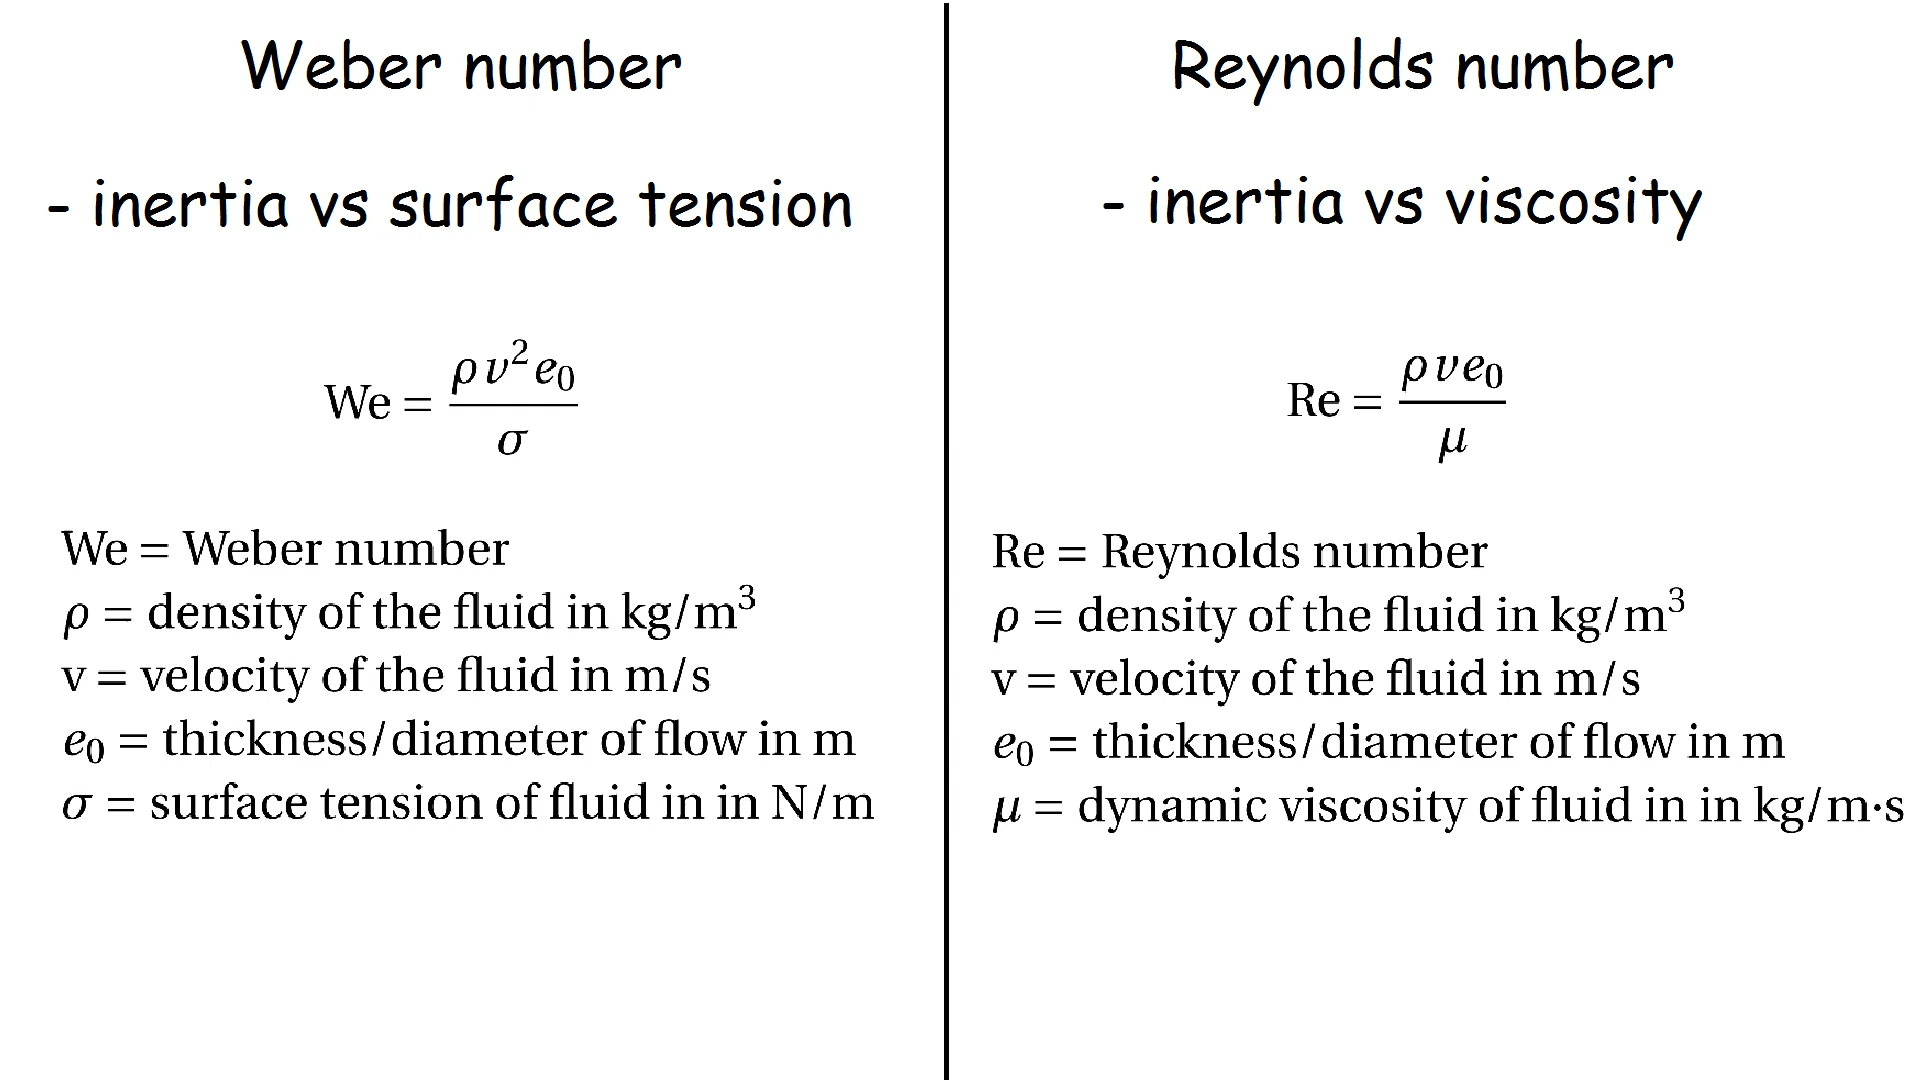 Weber number
- inertia vs surface tension
We = ρv²e₀/σ
We = Weber number
ρ = density of the fluid in kg/m³
v = velocity of the fluid in m/s
e₀ = thickness/diameter of flow in m
σ = surface tension of fluid in in N/m
Reynolds number
- inertia vs viscosity
Re = ρve₀/μ
Re = Reynolds number
ρ = density of the fluid in kg/m³
v = velocity of the fluid in m/s
e₀ = thickness/diameter of flow in m
μ = dynamic viscosity of fluid in in kg/m·s